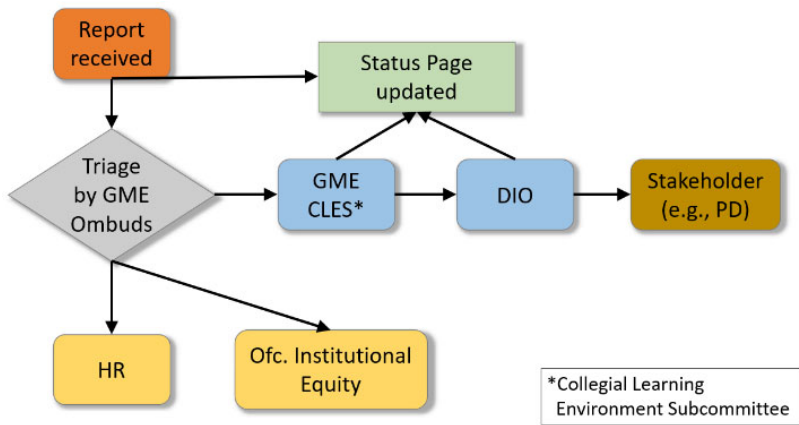 Report
received
Status Page
updated
Triage
by GME
Ombuds
GME
CLES*
DIO
Stakeholder
(e.g., PD)
HR
Ofc. Institutional
Equity
*Collegial Learning
Environment Subcommittee